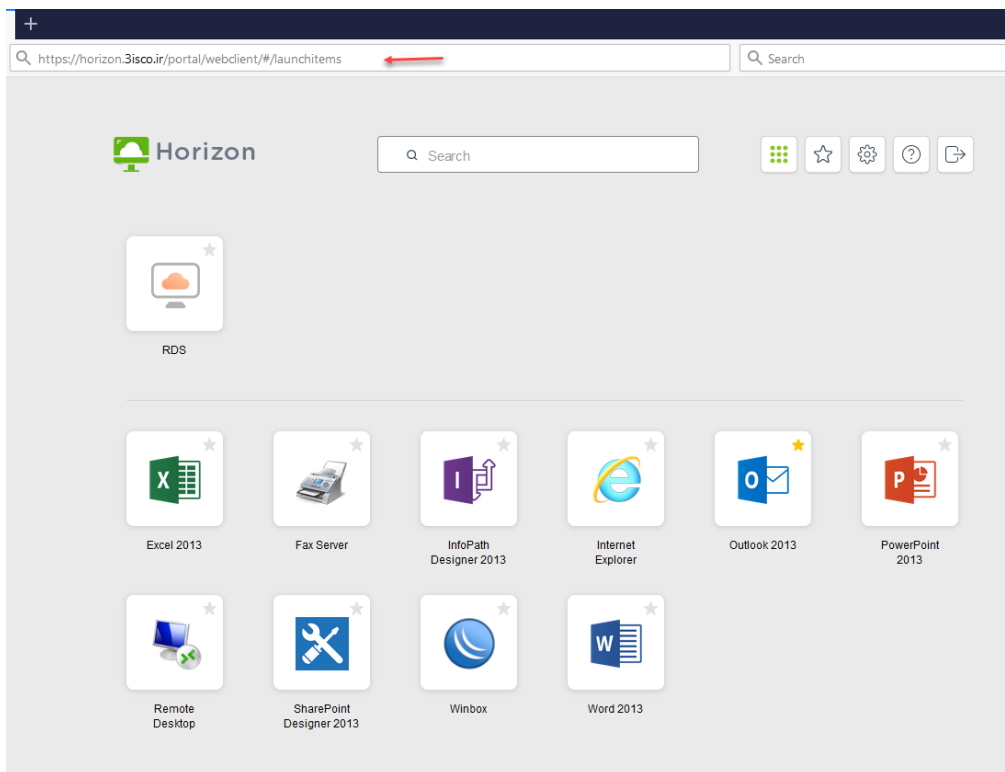 https://horizon.3isco.ir/portal/webclient/#/launchitems
Search
Horizon
Search
RDS
Excel 2013
Fax Server
InfoPath
Designer 2013
Internet
Explorer
Outlook 2013
PowerPoint
2013
Remote
Desktop
SharePoint
Designer 2013
Winbox
Word 2013